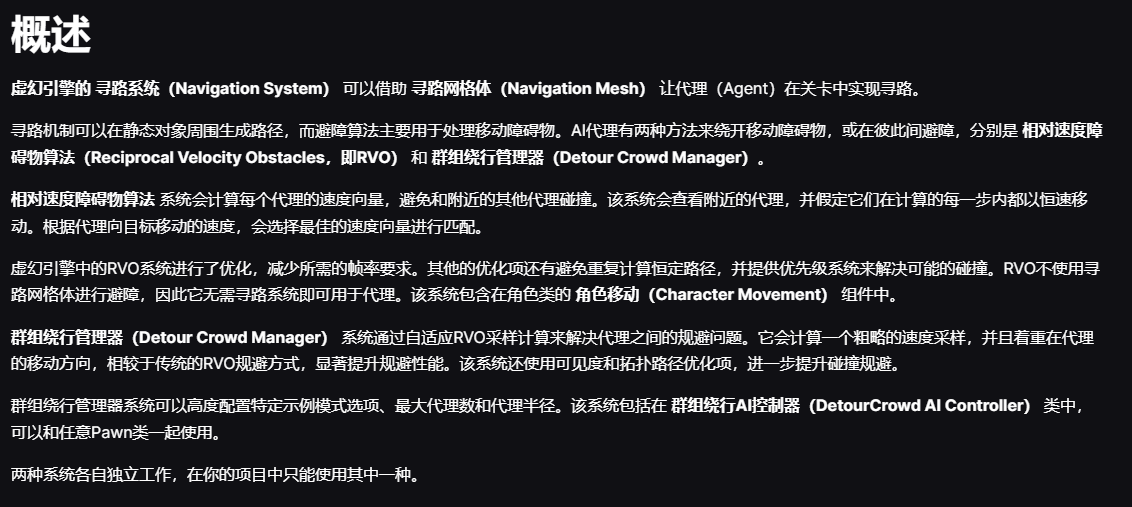 概述
虚幻引擎的 寻路系统（Navigation System） 可以借助 寻路网格体（Navigation Mesh） 让代理（Agent）在关卡中实现寻路。
寻路机制可以在静态对象周围生成路径，而避障算法主要用于处理移动障碍物。AI代理有两种方法来绕开移动障碍物，或在彼此间避障，分别是 相对速度障
碍物算法（Reciprocal Velocity Obstacles，即RVO） 和 群组绕行管理器（Detour Crowd Manager）。
相对速度障碍物算法 系统会计算每个代理的速度向量，避免和附近的其他代理碰撞。该系统会查看附近的代理，并假定它们在计算的每一步内都以恒速移
动。根据代理向目标移动的速度，会选择最佳的速度向量进行匹配。
虚幻引擎中的RVO系统进行了优化，减少所需的帧率要求。其他的优化项还有避免重复计算恒定路径，并提供优先级系统来解决可能的碰撞。RVO不使用寻
路网格体进行避障，因此它无需寻路系统即可用于代理。该系统包含在角色类的 角色移动（Character Movement） 组件中。
群组绕行管理器（Detour Crowd Manager） 系统通过自适应RVO采样计算来解决代理之间的规避问题。它会计算一个粗略的速度采样，并且着重在代理
的移动方向，相较于传统的RVO规避方式，显著提升规避性能。该系统还使用可见度和拓扑路径优化项，进一步提升碰撞规避。
群组绕行管理器系统可以高度配置特定示例模式选项、最大代理数和代理半径。该系统包括在 群组绕行AI控制器（DetourCrowd AI Controller） 类中，
可以和任意Pawn类一起使用。
两种系统各自独立工作，在你的项目中只能使用其中一种。